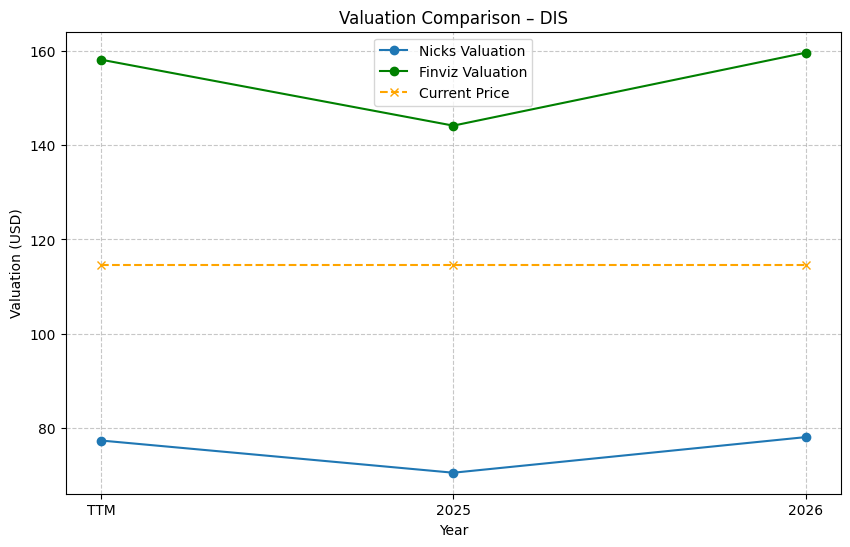 Valuation Comparison – DIS
Nicks Valuation
Finviz Valuation
Current Price
Valuation (USD)
160
140
120
100
80
TTM
2025
2026
Year